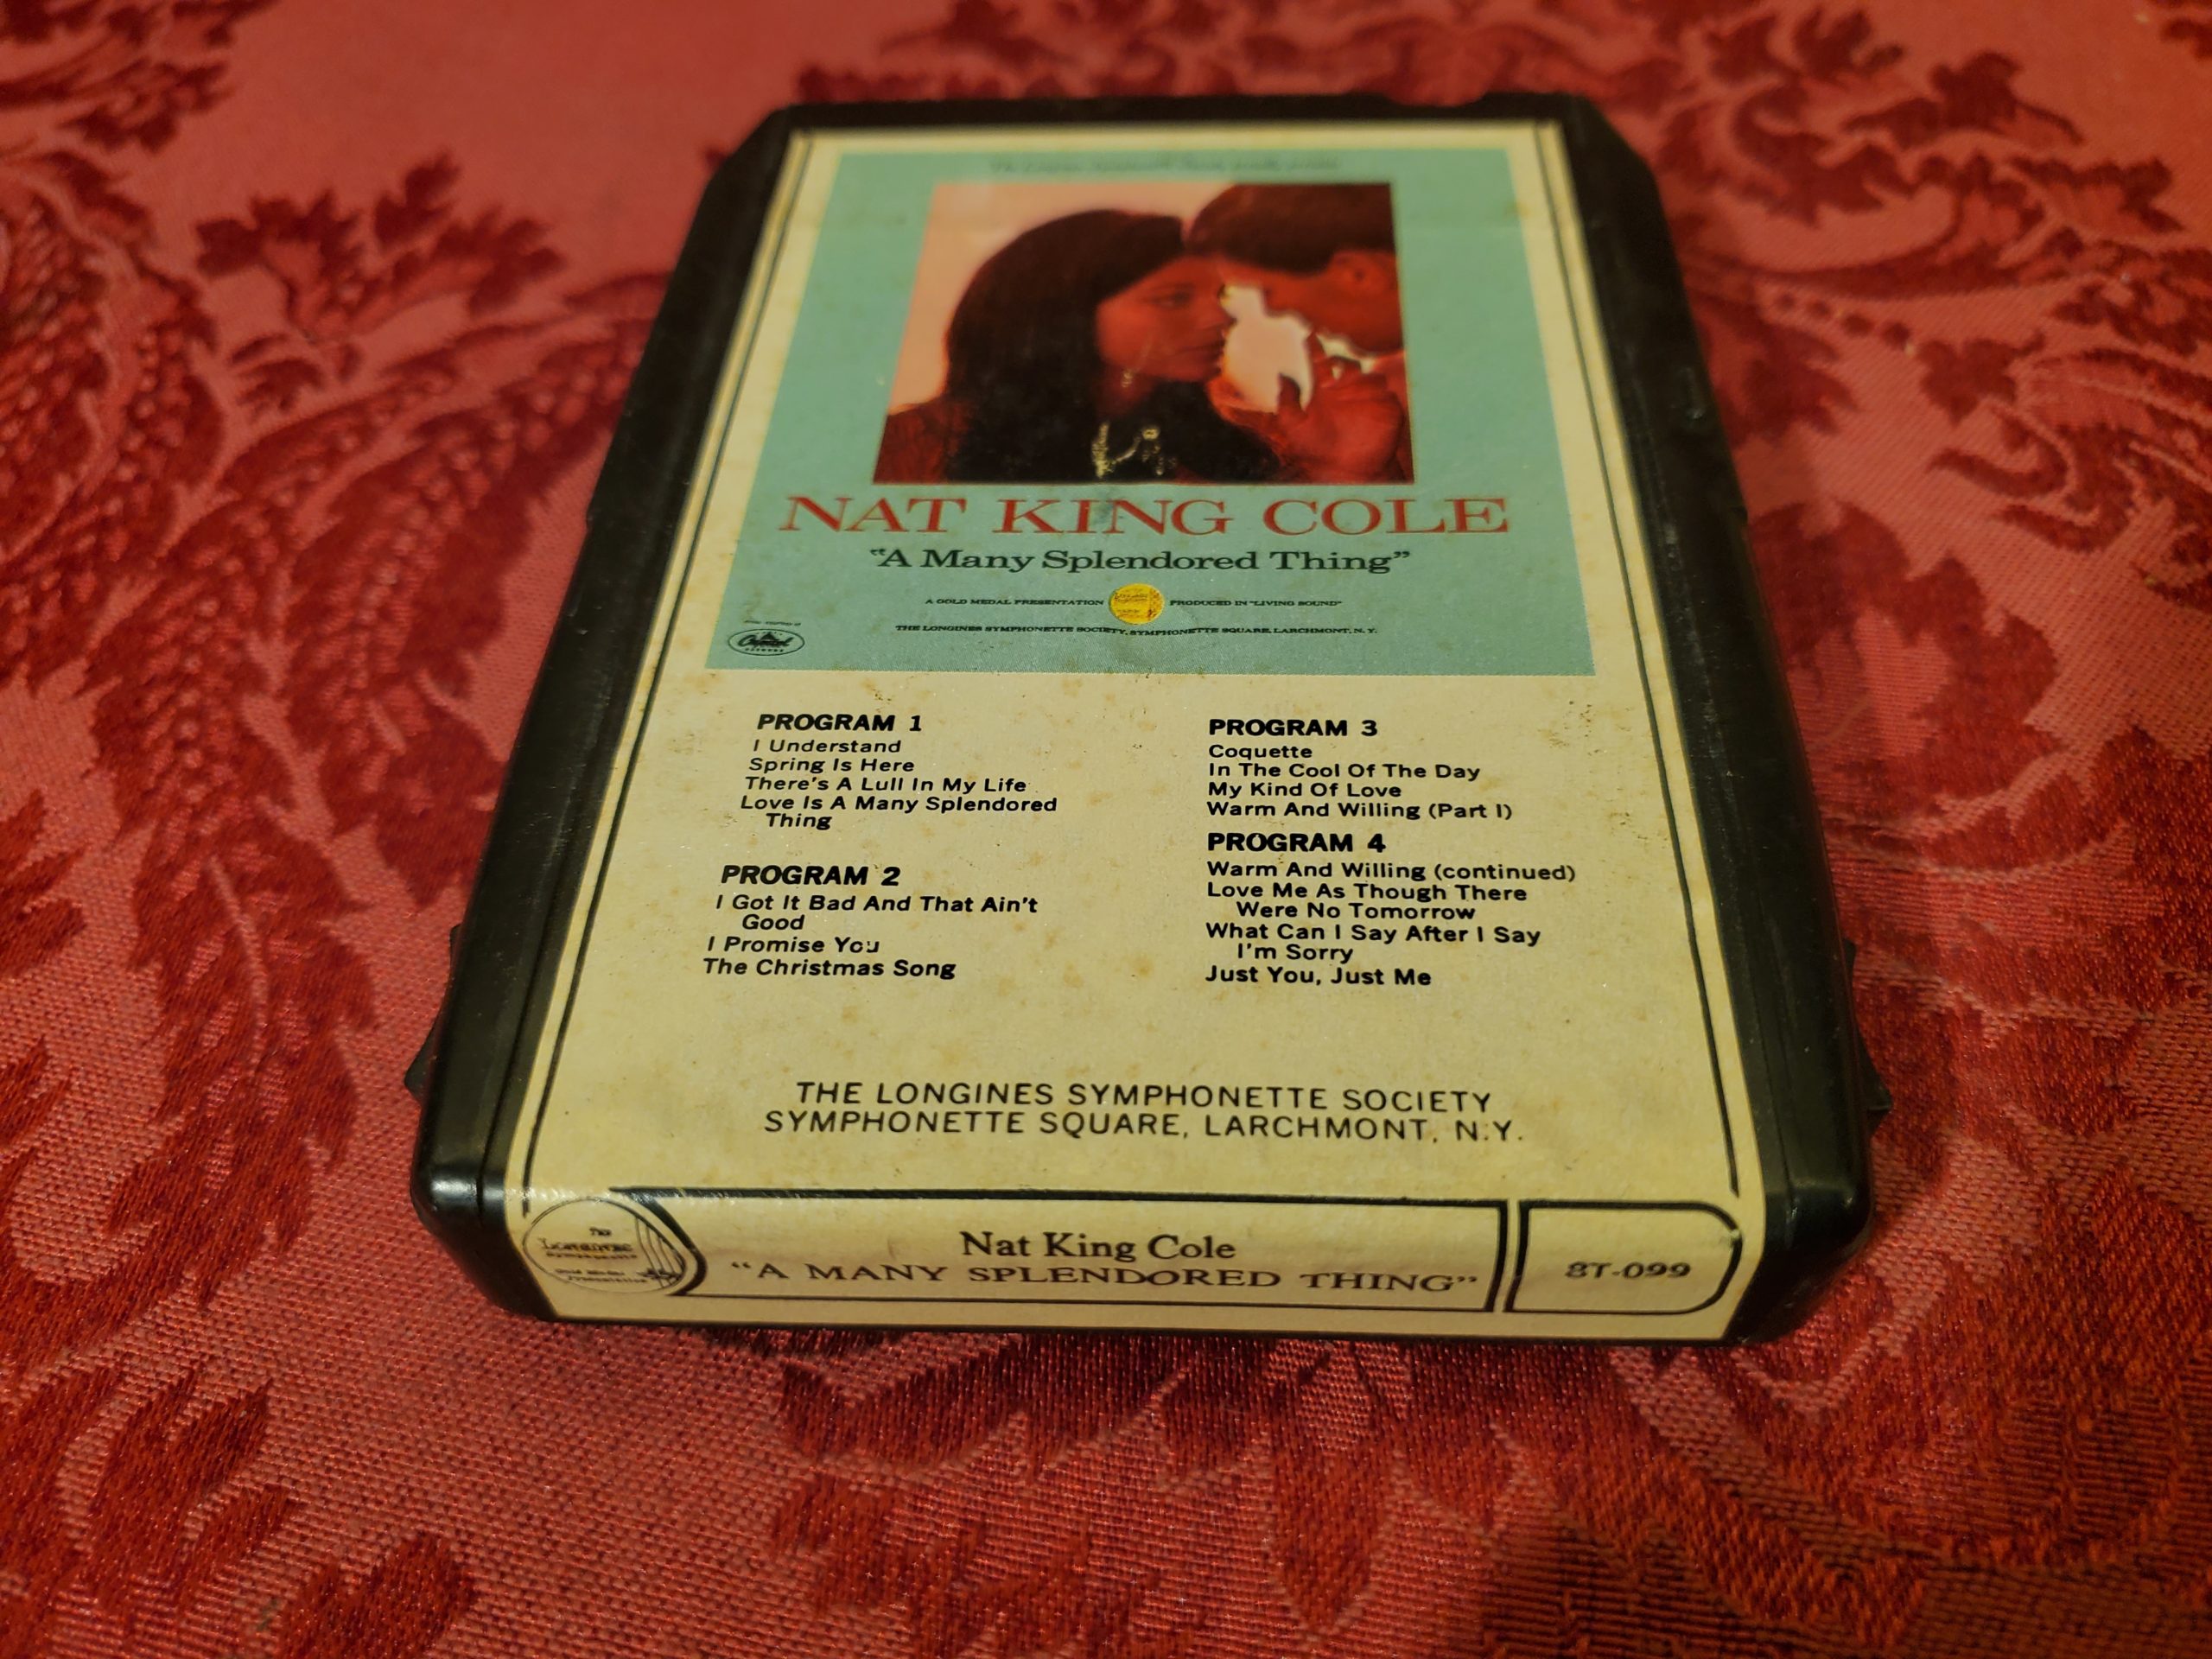 NAT KING COLE
"A Many Splendored Thing"
A GOLD MEDAL PRESENTATION PRODUCED IN "LIVING SOUND"
THE LONGINES SYMPHONETTE SOCIETY, SYMPHONETTE SQUARE, LARCHMONT, N.Y.
Capitol
RECORDS
PROGRAM 1
I Understand
Spring Is Here
There's A Lull In My Life
Love Is A Many Splendored
Thing
PROGRAM 2
I Got It Bad And That Ain't
Good
I Promise You
The Christmas Song
PROGRAM 3
Coquette
In The Cool Of The Day
My Kind Of Love
Warm And Willing (Part I)
PROGRAM 4
Warm And Willing (continued)
Love Me As Though There
Were No Tomorrow
What Can I Say After I Say
I'm Sorry
Just You, Just Me
THE LONGINES SYMPHONETTE SOCIETY
SYMPHONETTE SQUARE, LARCHMONT, N.Y.
The
LONGINES
Symphonette
Nat King Cole
"A MANY SPLENDORED THING"
8T-099